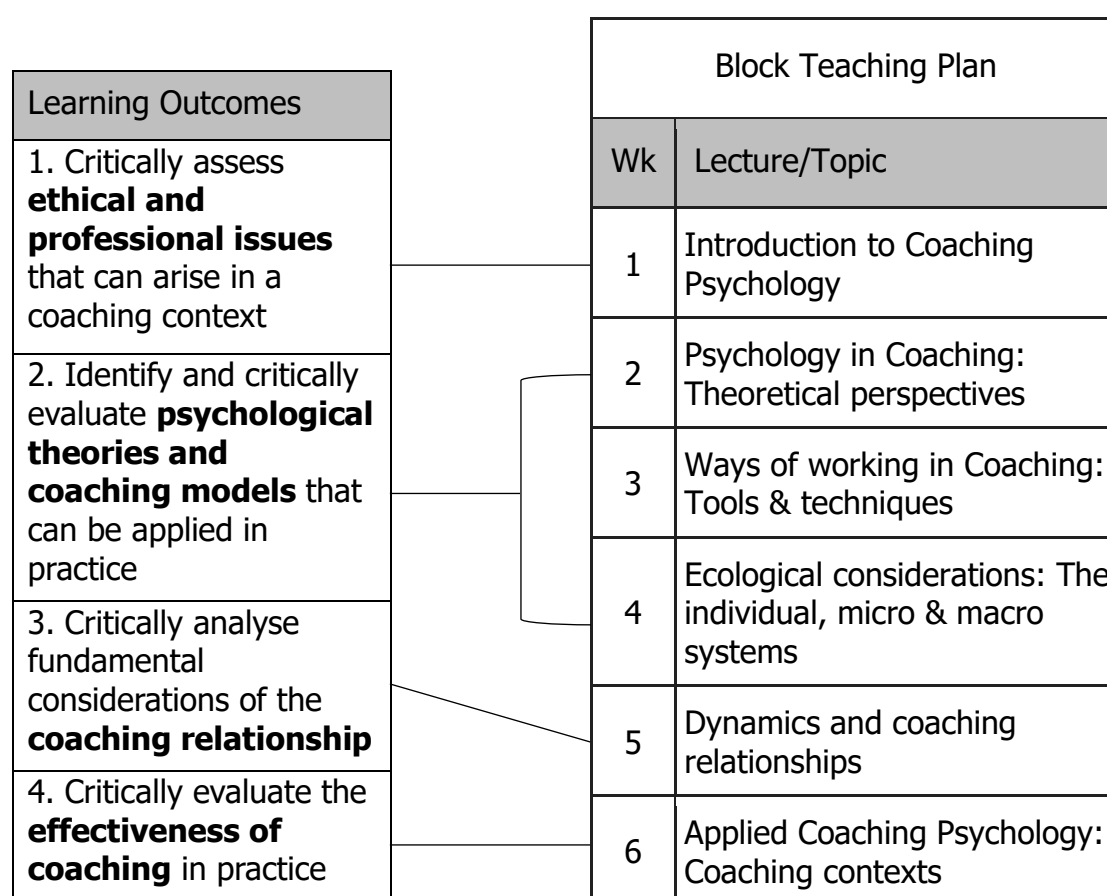 Learning Outcomes
1. Critically assess
ethical and
professional issues
that can arise in a
coaching context
2. Identify and critically
evaluate psychological
theories and
coaching models that
can be applied in
practice
3. Critically analyse
fundamental
considerations of the
coaching relationship
4. Critically evaluate the
effectiveness of
coaching in practice
Block Teaching Plan
Wk Lecture/Topic
1 Introduction to Coaching
Psychology
2 Psychology in Coaching:
Theoretical perspectives
3 Ways of working in Coaching:
Tools & techniques
4 Ecological considerations: The
individual, micro & macro
systems
5 Dynamics and coaching
relationships
6 Applied Coaching Psychology:
Coaching contexts